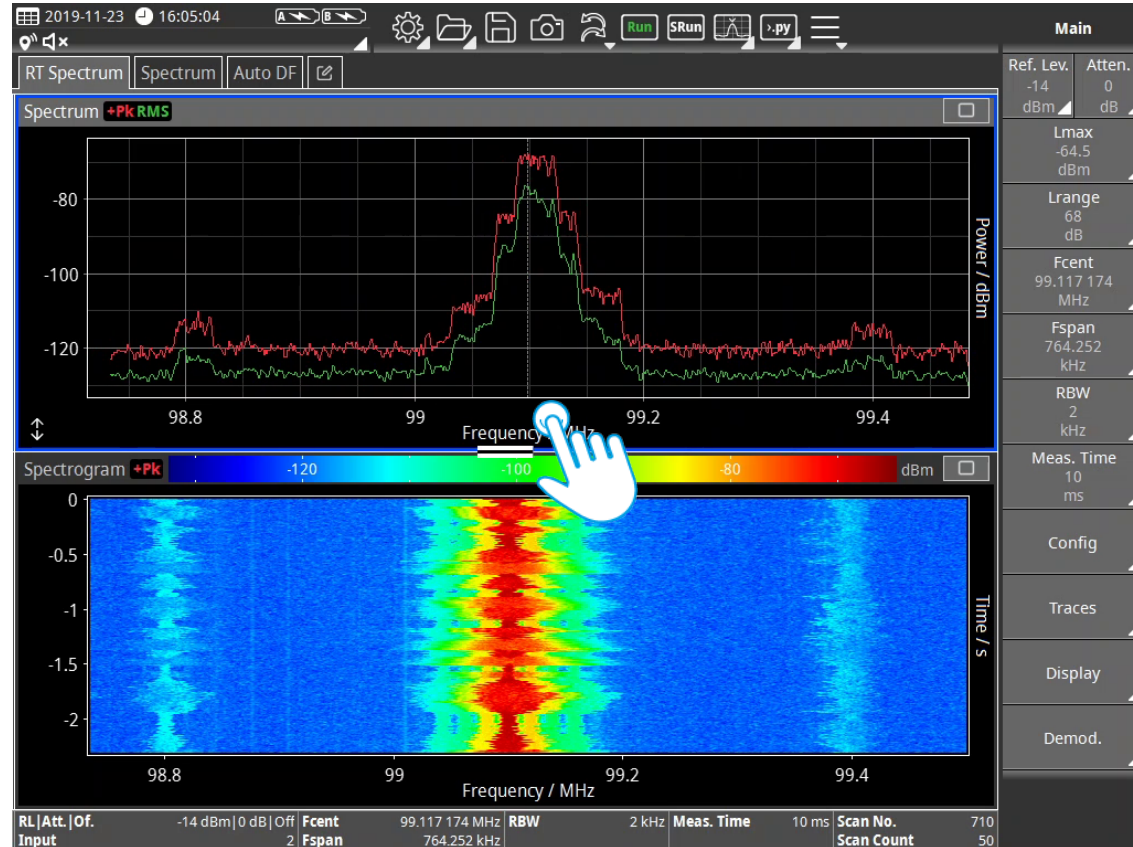 2019-11-23 16:05:04 A B
Run SRun >.py
Main
RT Spectrum Spectrum Auto DF
Ref. Lev. Atten.
-14 0
dBm dB
Spectrum +Pk RMS
Lmax
-64.5
dBm
Lrange
68
dB
Fcent
99.117 174
MHz
Fspan
764.252
kHz
RBW
2
kHz
Meas. Time
10
ms
Config
Traces
Display
Demod.
-80
-100
-120
Power / dBm
98.8 99 99.2 99.4
Frequency / MHz
Spectrogram +Pk -120 -100 -80 dBm
0
-0.5
-1
-1.5
-2
Time / s
98.8 99 99.2 99.4
Frequency / MHz
RL|Att.|Of. -14 dBm|0 dB|Off Fcent 99.117 174 MHz RBW 2 kHz Meas. Time 10 ms Scan No. 710
Input 2 Fspan 764.252 kHz Scan Count 50